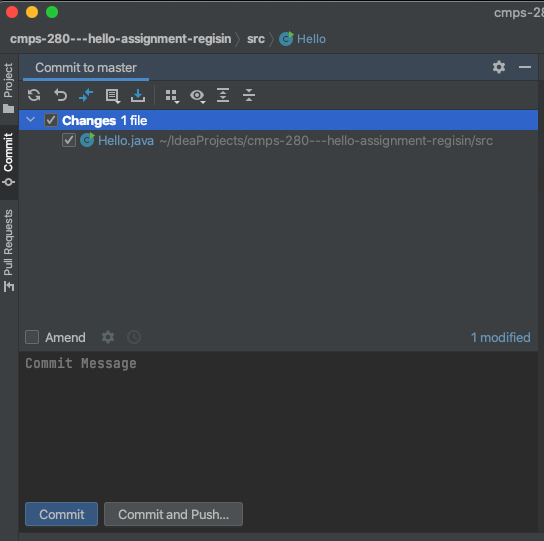 cmps-28
cmps-280---hello-assignment-regisin 〉 src 〉 Hello
Project
Commit
Pull Requests
Commit to master
Changes 1 file
Hello.java ~/IdeaProjects/cmps-280---hello-assignment-regisin/src
Amend
1 modified
Commit Message
Commit
Commit and Push...